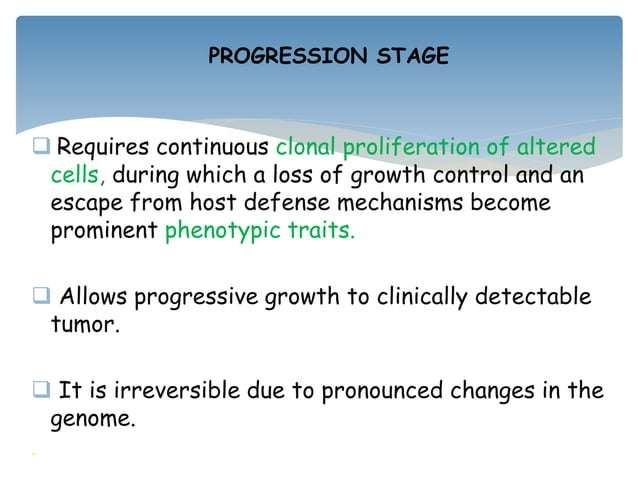 PROGRESSION STAGE
❑ Requires continuous clonal proliferation of altered
cells, during which a loss of growth control and an
escape from host defense mechanisms become
prominent phenotypic traits.
❑ Allows progressive growth to clinically detectable
tumor.
❑ It is irreversible due to pronounced changes in the
genome.